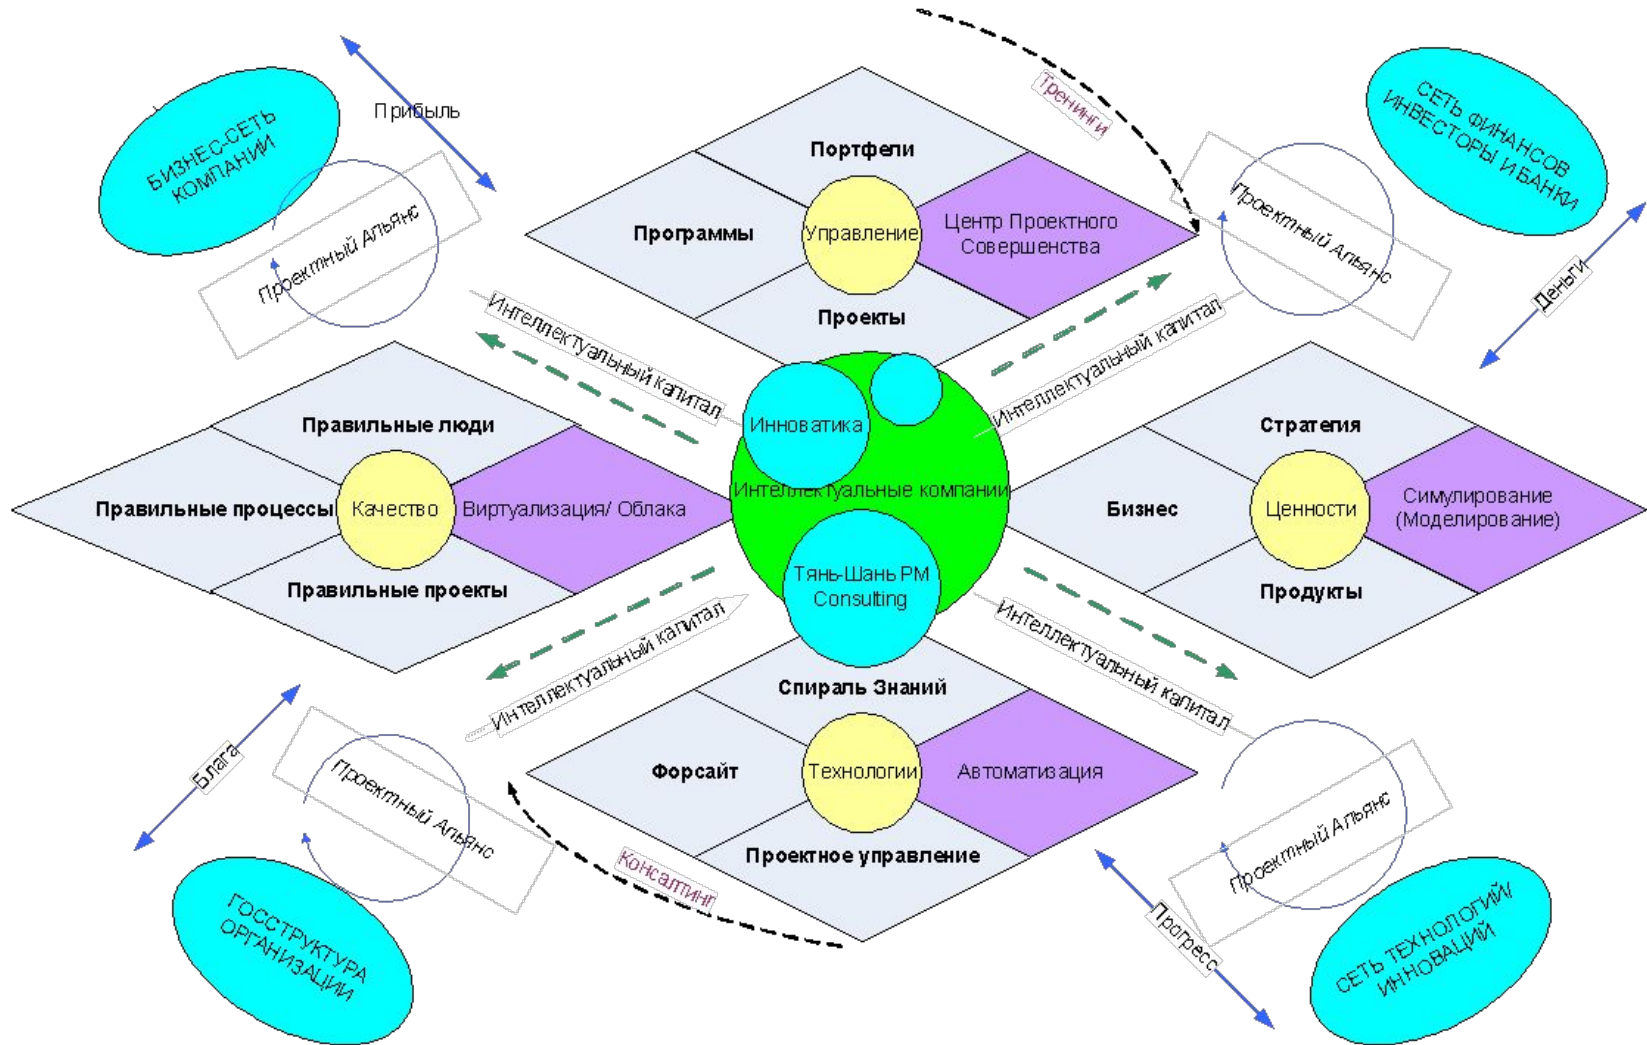 Тренинги
Прибыль
БИЗНЕС-СЕТЬ
КОМПАНИЙ
СЕТЬ ФИНАНСОВ
ИНВЕСТОРЫ И БАНКИ
Портфели
Программы
Управление
Центр Проектного
Совершенства
Проекты
Проектный Альянс
Проектный Альянс
Деньги
Интеллектуальный капитал
Интеллектуальный капитал
Правильные люди
Правильные процессы
Качество
Виртуализация/ Облака
Правильные проекты
Инноватика
Интеллектуальные компании
Тянь-Шань PM
Consulting
Стратегия
Бизнес
Ценности
Симулирование
(Моделирование)
Продукты
Интеллектуальный капитал
Интеллектуальный капитал
Спираль Знаний
Форсайт
Технологии
Автоматизация
Проектное управление
Блага
Проектный Альянс
Консалтинг
ГОССТРУКТУРА
ОРГАНИЗАЦИИ
Проектный Альянс
Прогресс
СЕТЬ ТЕХНОЛОГИЙ/
ИННОВАЦИЙ